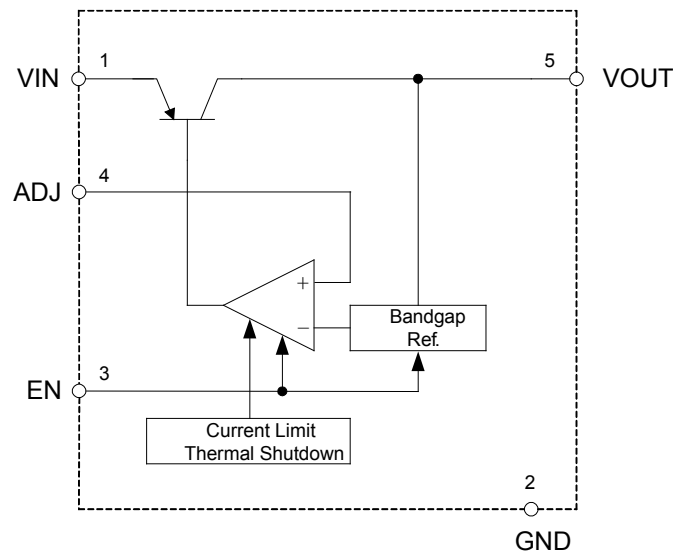 1
VIN
5
VOUT
4
ADJ
+
−
Bandgap
Ref.
3
EN
Current Limit
Thermal Shutdown
2
GND